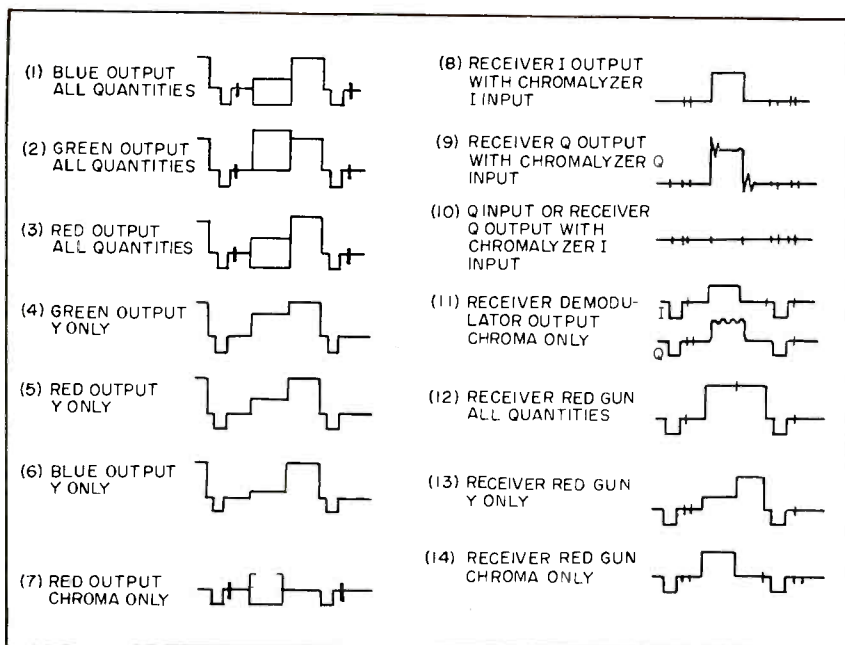 (1) BLUE OUTPUT
ALL QUANTITIES
(2) GREEN OUTPUT
ALL QUANTITIES
(3) RED OUTPUT
ALL QUANTITIES
(4) GREEN OUTPUT
Y ONLY
(5) RED OUTPUT
Y ONLY
(6) BLUE OUTPUT
Y ONLY
(7) RED OUTPUT
CHROMA ONLY
(8) RECEIVER I OUTPUT
WITH CHROMALYZER
I INPUT
(9) RECEIVER Q OUTPUT
WITH CHROMALYZER Q
INPUT
(10) Q INPUT OR RECEIVER
Q OUTPUT WITH
CHROMALYZER I
INPUT
(11) RECEIVER DEMODU-
LATOR OUTPUT
CHROMA ONLY
I
Q
(12) RECEIVER RED GUN
ALL QUANTITIES
(13) RECEIVER RED GUN
Y ONLY
(14) RECEIVER RED GUN
CHROMA ONLY